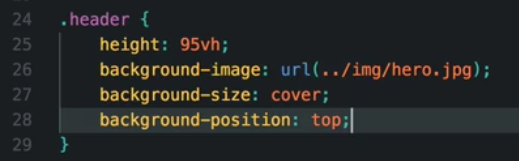 24 .header {
25     height: 95vh;
26     background-image: url(../img/hero.jpg);
27     background-size: cover;
28     background-position: top;
29 }